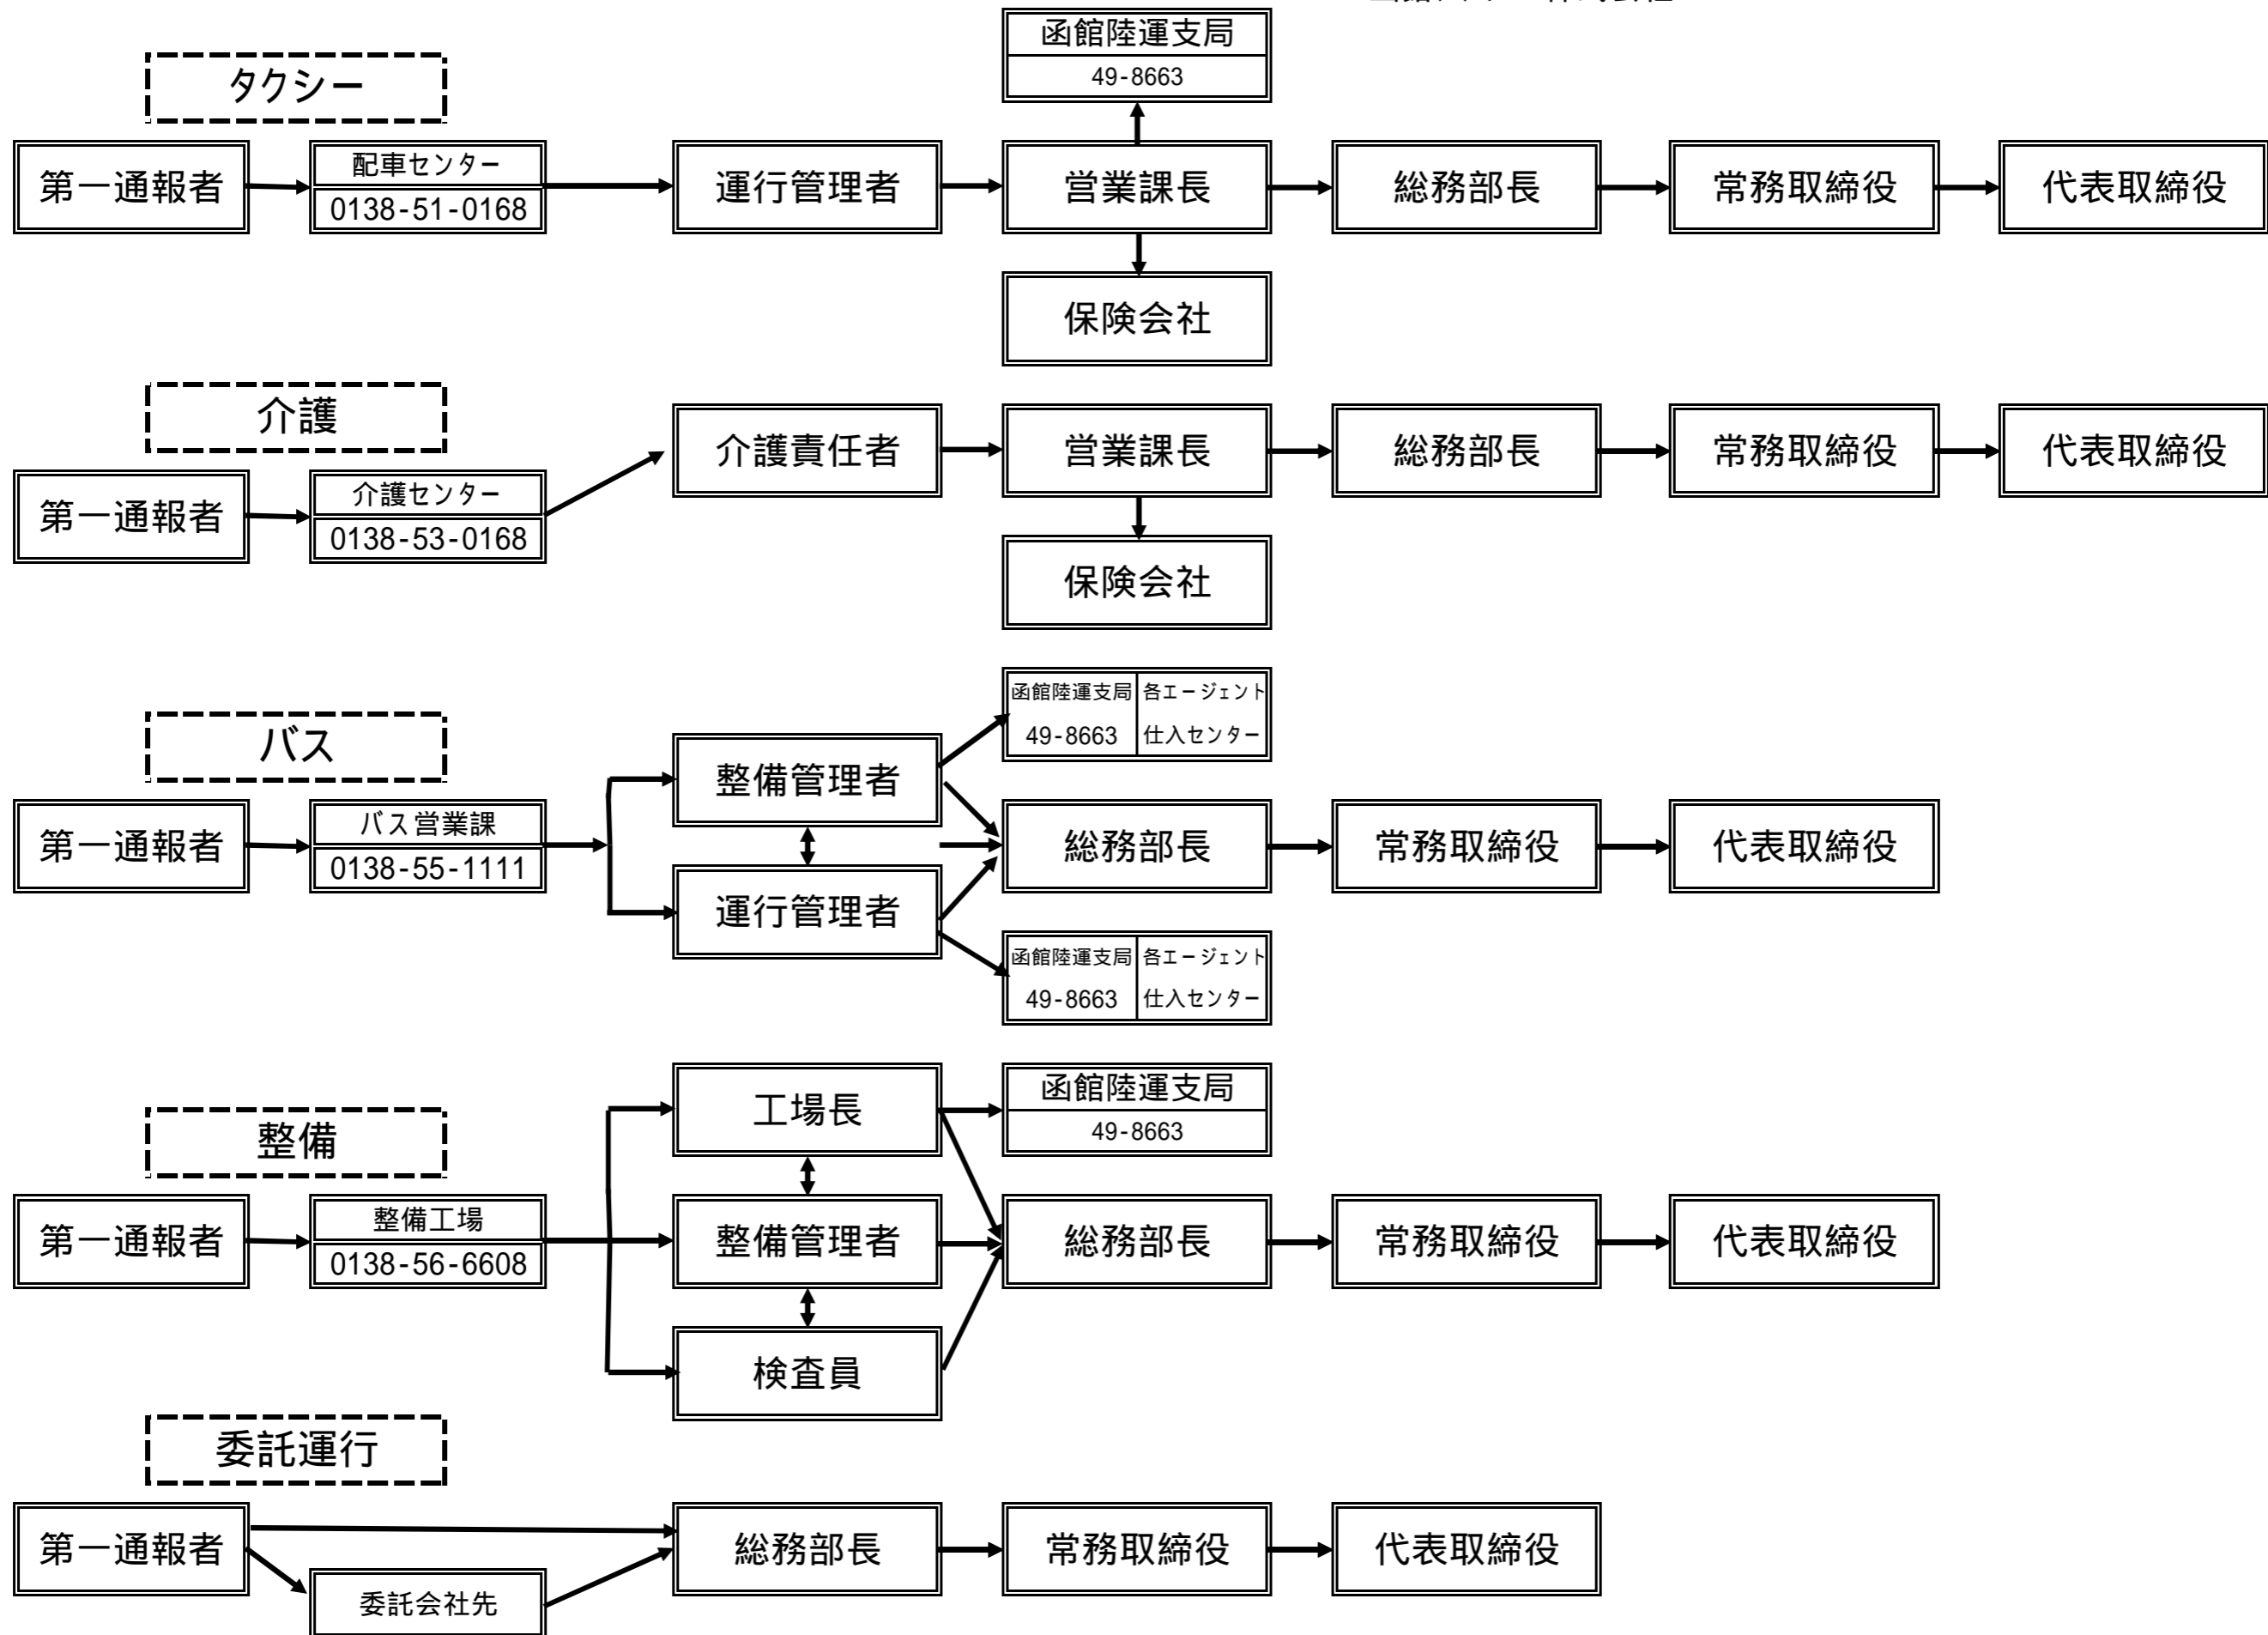 函館陸運支局
49-8663
タクシー
第一通報者
配車センター
0138-51-0168
運行管理者
営業課長
総務部長
常務取締役
代表取締役
保険会社
介護
第一通報者
介護センター
0138-53-0168
介護責任者
営業課長
総務部長
常務取締役
代表取締役
保険会社
バス
第一通報者
バス営業課
0138-55-1111
整備管理者
運行管理者
函館陸運支局
49-8663
各エージェント
仕入センター
総務部長
常務取締役
代表取締役
函館陸運支局
49-8663
各エージェント
仕入センター
整備
第一通報者
整備工場
0138-56-6608
工場長
整備管理者
検査員
函館陸運支局
49-8663
総務部長
常務取締役
代表取締役
委託運行
第一通報者
委託会社先
総務部長
常務取締役
代表取締役